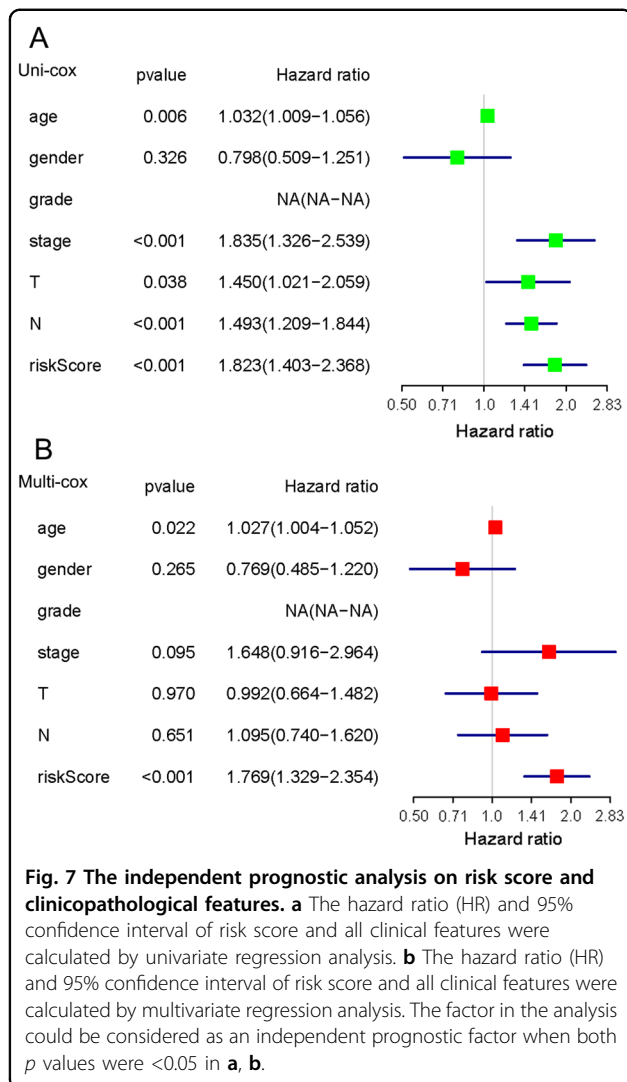 A
Uni-cox pvalue Hazard ratio
age 0.006 1.032(1.009−1.056)
gender 0.326 0.798(0.509−1.251)
grade NA(NA−NA)
stage <0.001 1.835(1.326−2.539)
T 0.038 1.450(1.021−2.059)
N <0.001 1.493(1.209−1.844)
riskScore <0.001 1.823(1.403−2.368)
0.50 0.71 1.0 1.41 2.0 2.83
Hazard ratio
B
Multi-cox pvalue Hazard ratio
age 0.022 1.027(1.004−1.052)
gender 0.265 0.769(0.485−1.220)
grade NA(NA−NA)
stage 0.095 1.648(0.916−2.964)
T 0.970 0.992(0.664−1.482)
N 0.651 1.095(0.740−1.620)
riskScore <0.001 1.769(1.329−2.354)
0.50 0.71 1.0 1.41 2.0 2.83
Hazard ratio
Fig. 7 The independent prognostic analysis on risk score and
clinicopathological features. a The hazard ratio (HR) and 95%
confidence interval of risk score and all clinical features were
calculated by univariate regression analysis. b The hazard ratio (HR)
and 95% confidence interval of risk score and all clinical features were
calculated by multivariate regression analysis. The factor in the analysis
could be considered as an independent prognostic factor when both
p values were <0.05 in a, b.